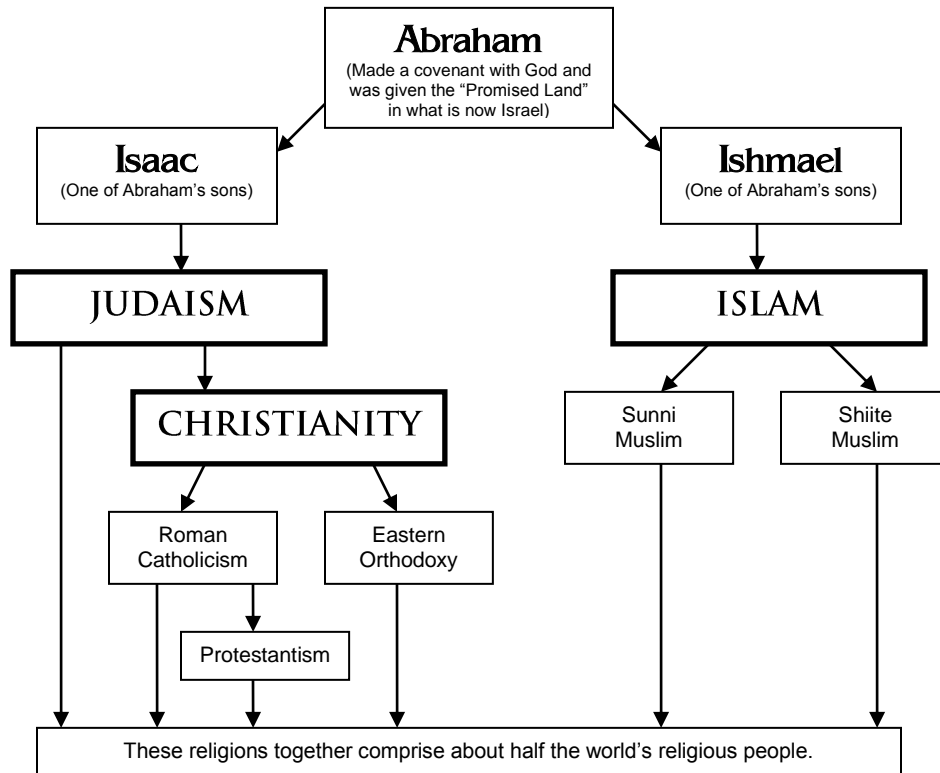 Abraham
(Made a covenant with God and
was given the “Promised Land”
in what is now Israel)
Isaac
(One of Abraham’s sons)
Ishmael
(One of Abraham’s sons)
JUDAISM
ISLAM
CHRISTIANITY
Sunni
Muslim
Shiite
Muslim
Roman
Catholicism
Eastern
Orthodoxy
Protestantism
These religions together comprise about half the world’s religious people.